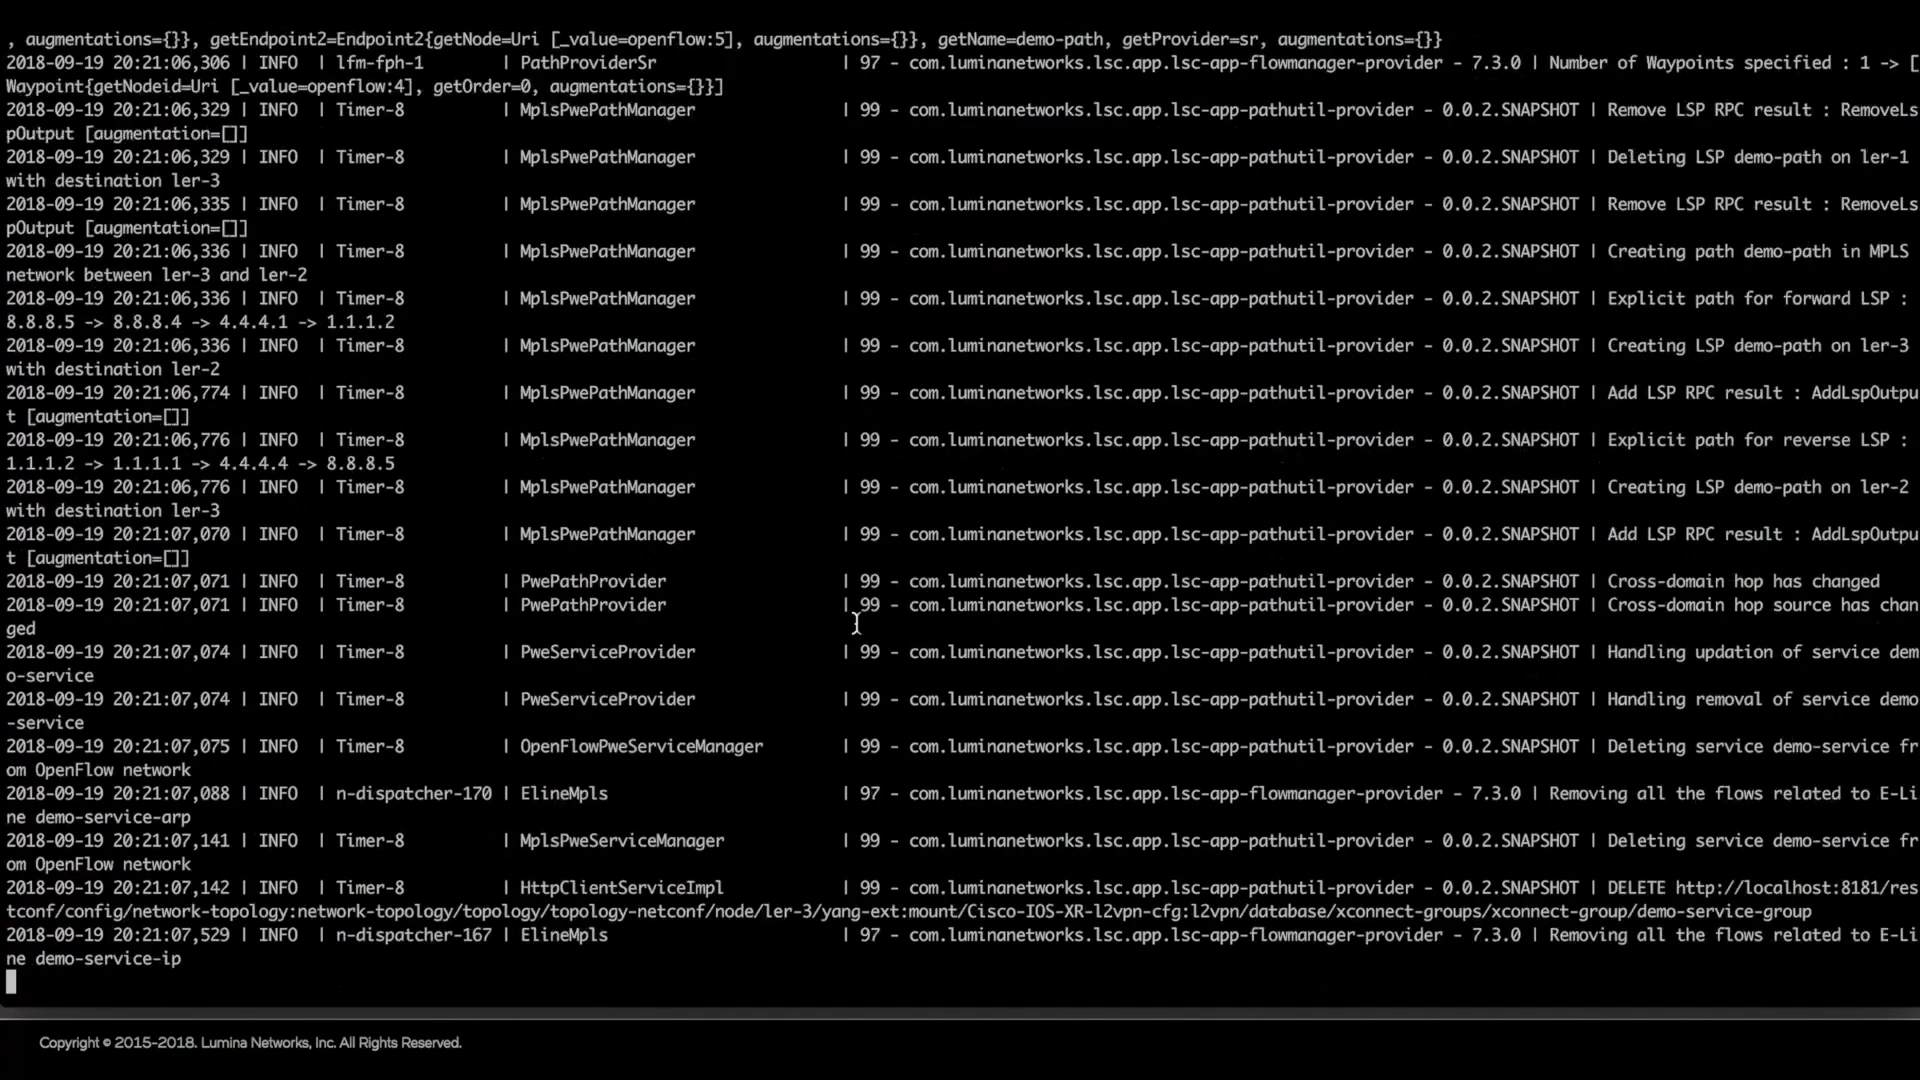 , augmentations={}}, getEndpoint2=Endpoint2{getNode=Uri [_value=openflow:5], augmentations={}}, getName=demo-path, getProvider=sr, augmentations={}}
2018-09-19 20:21:06,306 | INFO  | lfm-fph-1        | PathProviderSr                   | 97 - com.luminanetworks.lsc.app.lsc-app-flowmanager-provider - 7.3.0 | Number of Waypoints specified : 1 -> [
Waypoint{getNodeid=Uri [_value=openflow:4], getOrder=0, augmentations={}}]
2018-09-19 20:21:06,329 | INFO  | Timer-8          | MplsPwePathManager               | 99 - com.luminanetworks.lsc.app.lsc-app-pathutil-provider - 0.0.2.SNAPSHOT | Remove LSP RPC result : RemoveLs
pOutput [augmentation=[]]
2018-09-19 20:21:06,329 | INFO  | Timer-8          | MplsPwePathManager               | 99 - com.luminanetworks.lsc.app.lsc-app-pathutil-provider - 0.0.2.SNAPSHOT | Deleting LSP demo-path on ler-1
with destination ler-3
2018-09-19 20:21:06,335 | INFO  | Timer-8          | MplsPwePathManager               | 99 - com.luminanetworks.lsc.app.lsc-app-pathutil-provider - 0.0.2.SNAPSHOT | Remove LSP RPC result : RemoveLs
pOutput [augmentation=[]]
2018-09-19 20:21:06,336 | INFO  | Timer-8          | MplsPwePathManager               | 99 - com.luminanetworks.lsc.app.lsc-app-pathutil-provider - 0.0.2.SNAPSHOT | Creating path demo-path in MPLS
network between ler-3 and ler-2
2018-09-19 20:21:06,336 | INFO  | Timer-8          | MplsPwePathManager               | 99 - com.luminanetworks.lsc.app.lsc-app-pathutil-provider - 0.0.2.SNAPSHOT | Explicit path for forward LSP :
8.8.8.5 -> 8.8.8.4 -> 4.4.4.1 -> 1.1.1.2
2018-09-19 20:21:06,336 | INFO  | Timer-8          | MplsPwePathManager               | 99 - com.luminanetworks.lsc.app.lsc-app-pathutil-provider - 0.0.2.SNAPSHOT | Creating LSP demo-path on ler-3
with destination ler-2
2018-09-19 20:21:06,774 | INFO  | Timer-8          | MplsPwePathManager               | 99 - com.luminanetworks.lsc.app.lsc-app-pathutil-provider - 0.0.2.SNAPSHOT | Add LSP RPC result : AddLspOutpu
t [augmentation=[]]
2018-09-19 20:21:06,776 | INFO  | Timer-8          | MplsPwePathManager               | 99 - com.luminanetworks.lsc.app.lsc-app-pathutil-provider - 0.0.2.SNAPSHOT | Explicit path for reverse LSP :
1.1.1.2 -> 1.1.1.1 -> 4.4.4.4 -> 8.8.8.5
2018-09-19 20:21:06,776 | INFO  | Timer-8          | MplsPwePathManager               | 99 - com.luminanetworks.lsc.app.lsc-app-pathutil-provider - 0.0.2.SNAPSHOT | Creating LSP demo-path on ler-2
with destination ler-3
2018-09-19 20:21:07,070 | INFO  | Timer-8          | MplsPwePathManager               | 99 - com.luminanetworks.lsc.app.lsc-app-pathutil-provider - 0.0.2.SNAPSHOT | Add LSP RPC result : AddLspOutpu
t [augmentation=[]]
2018-09-19 20:21:07,071 | INFO  | Timer-8          | PwePathProvider                  | 99 - com.luminanetworks.lsc.app.lsc-app-pathutil-provider - 0.0.2.SNAPSHOT | Cross-domain hop has changed
2018-09-19 20:21:07,071 | INFO  | Timer-8          | PwePathProvider                  | 99 - com.luminanetworks.lsc.app.lsc-app-pathutil-provider - 0.0.2.SNAPSHOT | Cross-domain hop source has chan
ged
2018-09-19 20:21:07,074 | INFO  | Timer-8          | PweServiceProvider               | 99 - com.luminanetworks.lsc.app.lsc-app-pathutil-provider - 0.0.2.SNAPSHOT | Handling updation of service dem
o-service
2018-09-19 20:21:07,074 | INFO  | Timer-8          | PweServiceProvider               | 99 - com.luminanetworks.lsc.app.lsc-app-pathutil-provider - 0.0.2.SNAPSHOT | Handling removal of service demo
-service
2018-09-19 20:21:07,075 | INFO  | Timer-8          | OpenFlowPweServiceManager        | 99 - com.luminanetworks.lsc.app.lsc-app-pathutil-provider - 0.0.2.SNAPSHOT | Deleting service demo-service fr
om OpenFlow network
2018-09-19 20:21:07,088 | INFO  | n-dispatcher-170 | ElineMpls                        | 97 - com.luminanetworks.lsc.app.lsc-app-flowmanager-provider - 7.3.0 | Removing all the flows related to E-Li
ne demo-service-arp
2018-09-19 20:21:07,141 | INFO  | Timer-8          | MplsPweServiceManager            | 99 - com.luminanetworks.lsc.app.lsc-app-pathutil-provider - 0.0.2.SNAPSHOT | Deleting service demo-service fr
om OpenFlow network
2018-09-19 20:21:07,142 | INFO  | Timer-8          | HttpClientServiceImpl            | 99 - com.luminanetworks.lsc.app.lsc-app-pathutil-provider - 0.0.2.SNAPSHOT | DELETE http://localhost:8181/res
tconf/config/network-topology:network-topology/topology/topology-netconf/node/ler-3/yang-ext:mount/Cisco-IOS-XR-l2vpn-cfg:l2vpn/database/xconnect-groups/xconnect-group/demo-service-group
2018-09-19 20:21:07,529 | INFO  | n-dispatcher-167 | ElineMpls                        | 97 - com.luminanetworks.lsc.app.lsc-app-flowmanager-provider - 7.3.0 | Removing all the flows related to E-Li
ne demo-service-ip
Copyright © 2015-2018. Lumina Networks, Inc. All Rights Reserved.